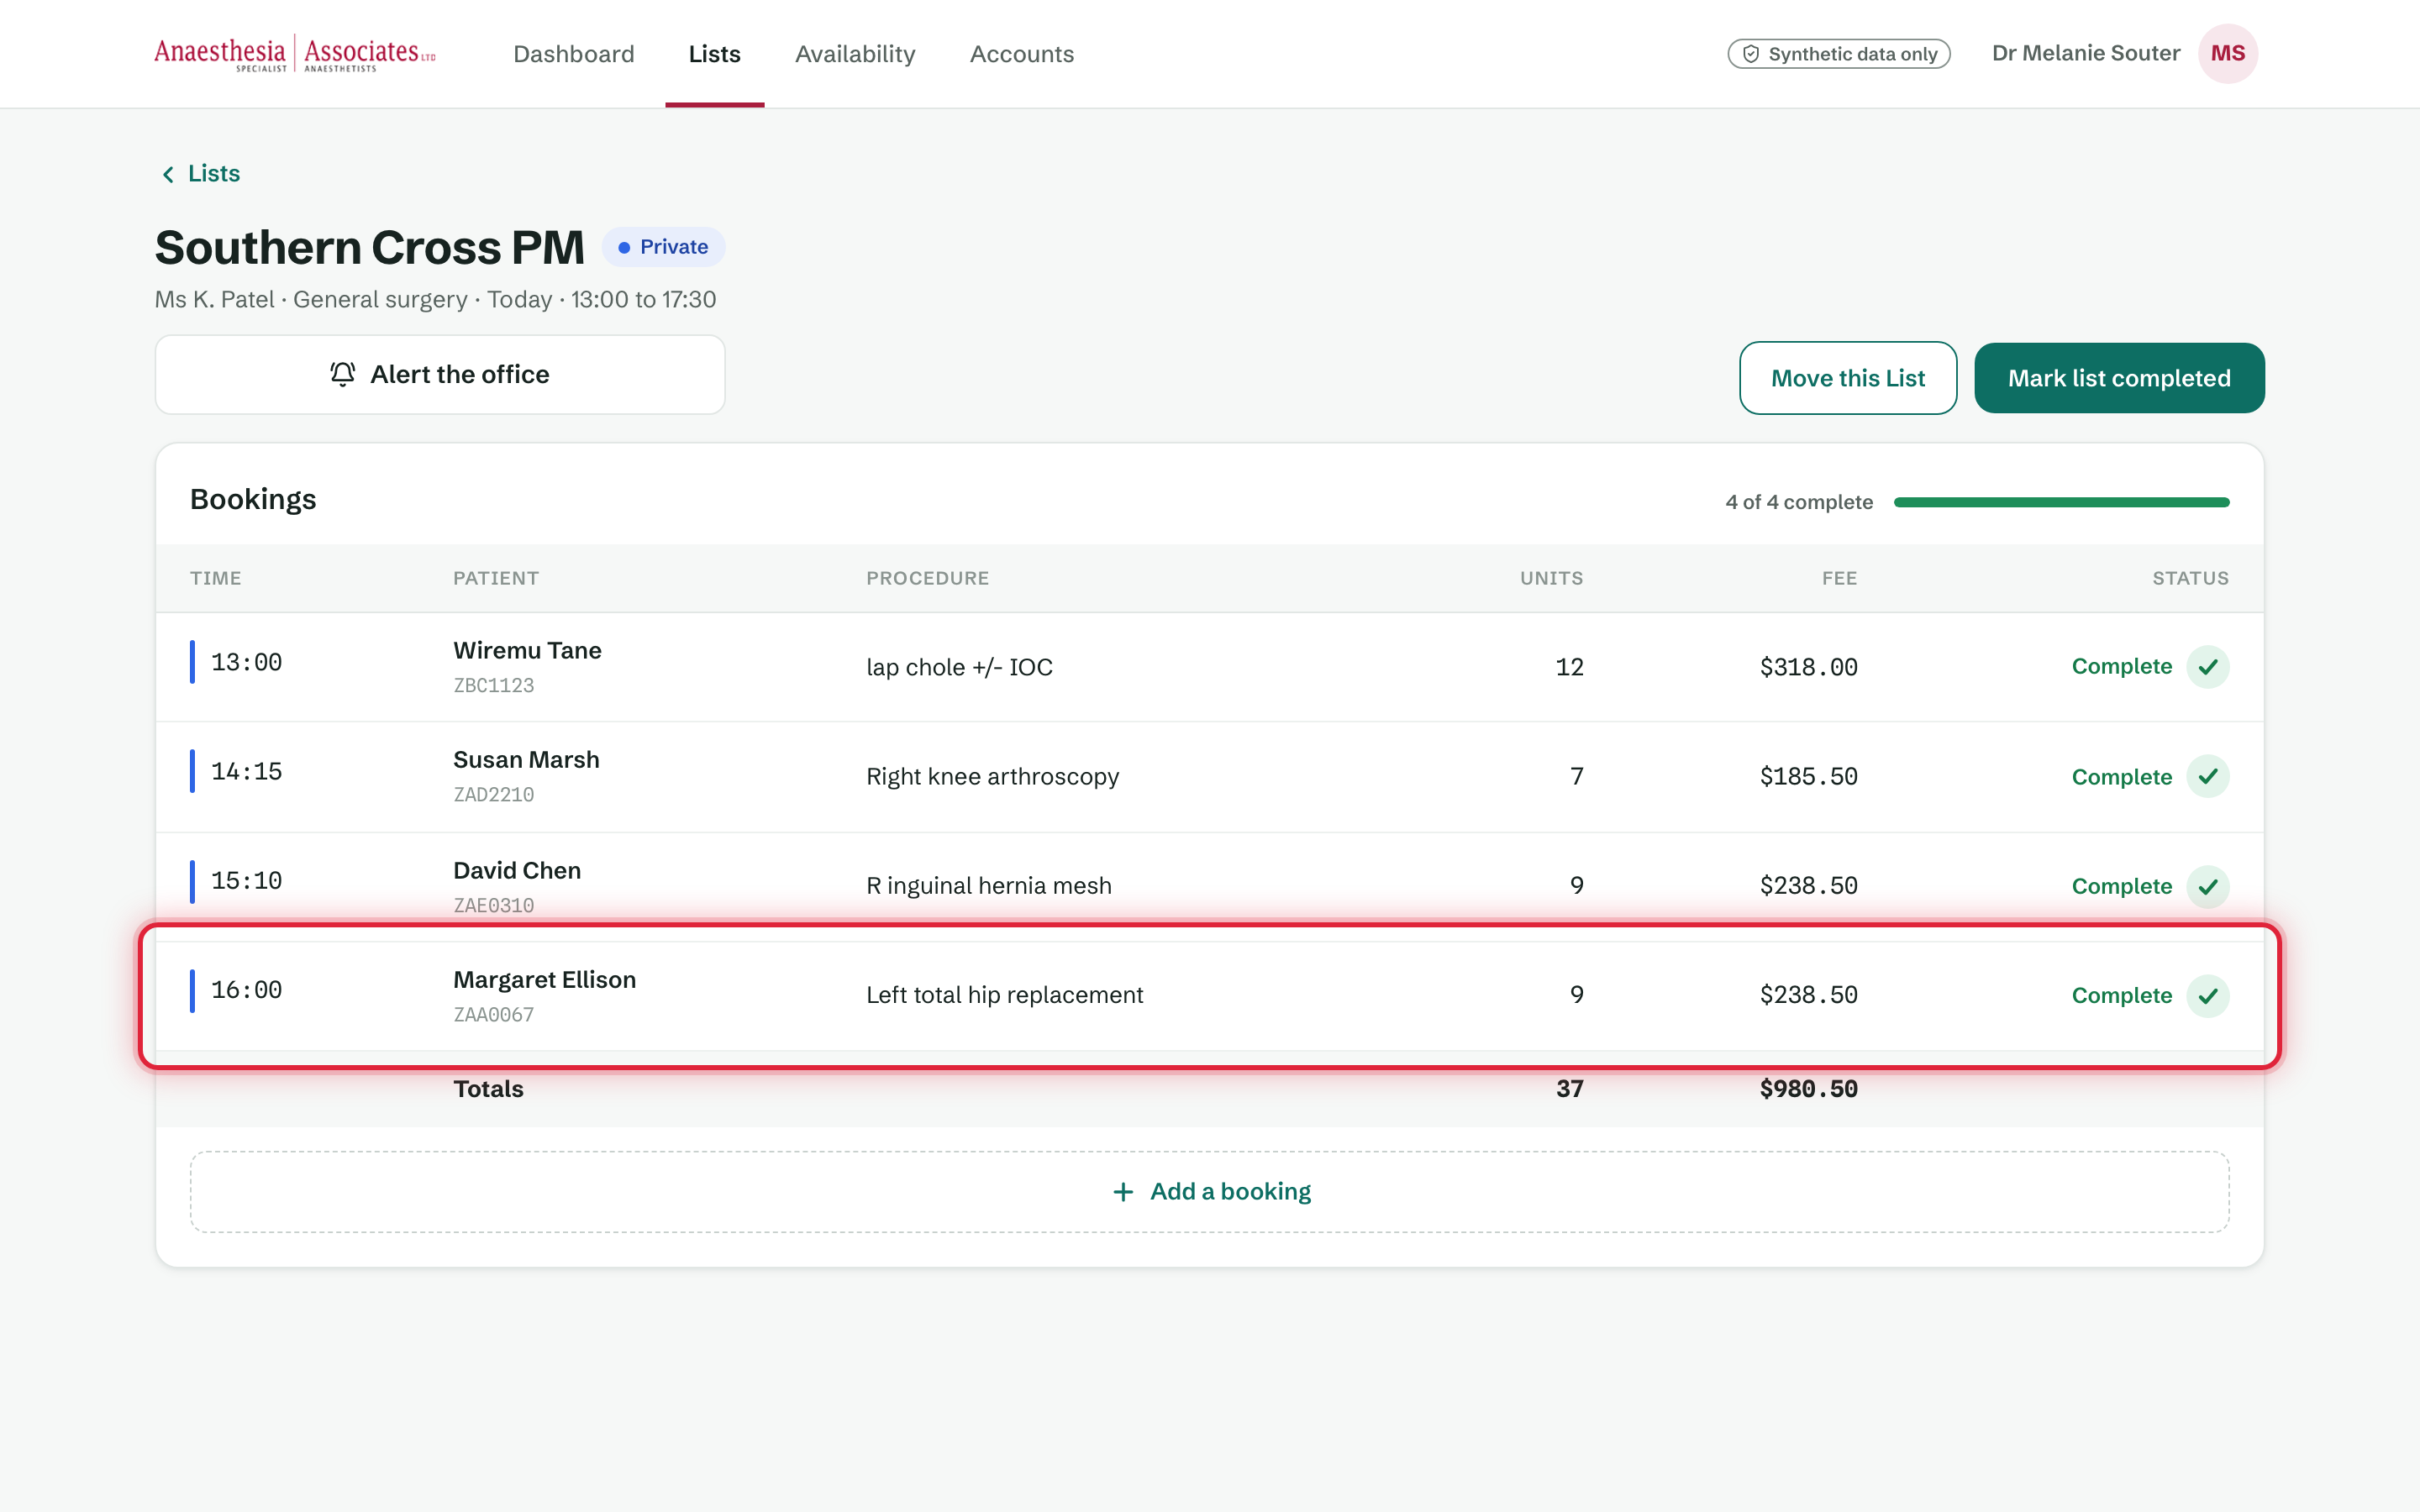 Anaesthesia Associates LTD
SPECIALIST ANAESTHETISTS
Dashboard
Lists
Availability
Accounts
Synthetic data only
Dr Melanie Souter
MS
Lists
Southern Cross PM
Private
Ms K. Patel · General surgery · Today · 13:00 to 17:30
Alert the office
Move this List
Mark list completed
Bookings
4 of 4 complete
TIME PATIENT PROCEDURE UNITS FEE STATUS
13:00 Wiremu Tane lap chole +/- IOC 12 $318.00 Complete
ZBC1123
14:15 Susan Marsh Right knee arthroscopy 7 $185.50 Complete
ZAD2210
15:10 David Chen R inguinal hernia mesh 9 $238.50 Complete
ZAE0310
16:00 Margaret Ellison Left total hip replacement 9 $238.50 Complete
ZAA0067
Totals 37 $980.50
Add a booking